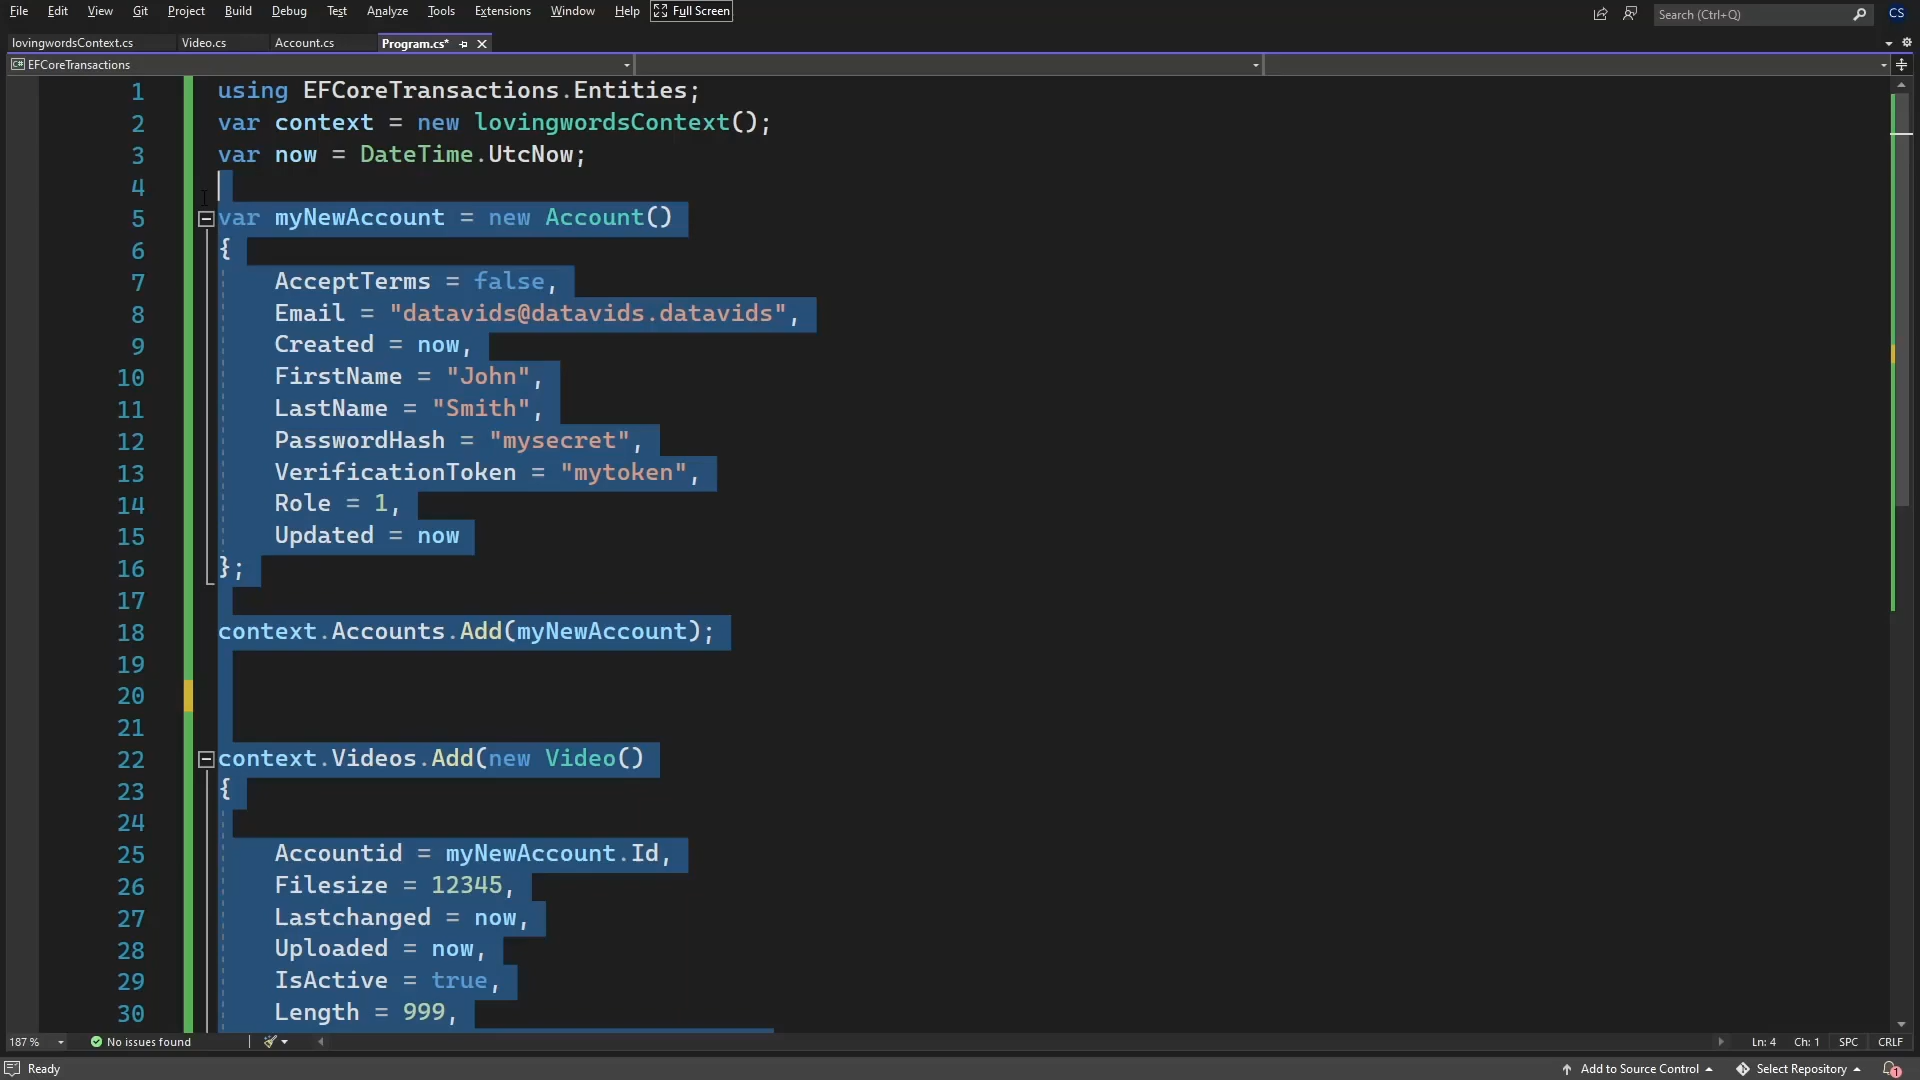 File Edit View Git Project Build Debug Test Analyze Tools Extensions Window Help Full Screen Search (Ctrl+Q) CS
lovingwordsContext.cs Video.cs Account.cs Program.cs*
C# EFCoreTransactions
1 using EFCoreTransactions.Entities;
2 var context = new lovingwordsContext();
3 var now = DateTime.UtcNow;
4
5 var myNewAccount = new Account()
6 {
7 AcceptTerms = false,
8 Email = "datavids@datavids.datavids",
9 Created = now,
10 FirstName = "John",
11 LastName = "Smith",
12 PasswordHash = "mysecret",
13 VerificationToken = "mytoken",
14 Role = 1,
15 Updated = now
16 };
17
18 context.Accounts.Add(myNewAccount);
19
20
21
22 context.Videos.Add(new Video()
23 {
24
25 Accountid = myNewAccount.Id,
26 Filesize = 12345,
27 Lastchanged = now,
28 Uploaded = now,
29 IsActive = true,
30 Length = 999,
187 % No issues found Ln: 4 Ch: 1 SPC CRLF
Ready Add to Source Control Select Repository 1